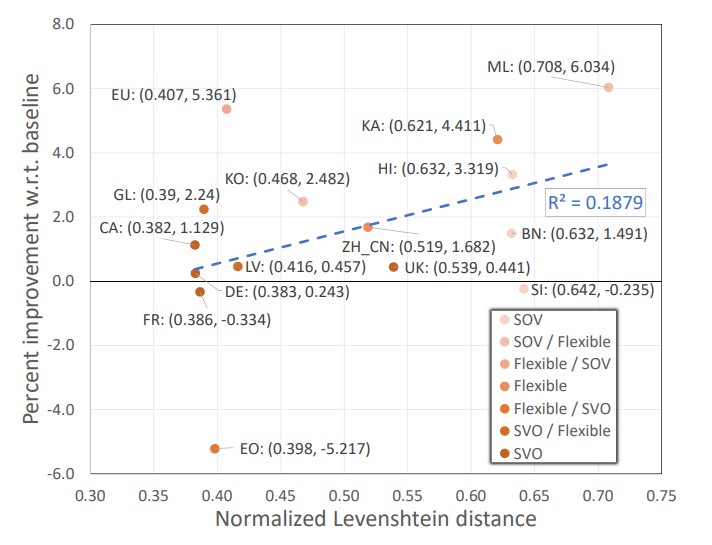 8.0
6.0
4.0
2.0
0.0
-2.0
-4.0
-6.0
Percent improvement w.r.t. baseline
ML: (0.708, 6.034)
EU: (0.407, 5.361)
KA: (0.621, 4.411)
HI: (0.632, 3.319)
KO: (0.468, 2.482)
GL: (0.39, 2.24)
R² = 0.1879
CA: (0.382, 1.129)
ZH_CN: (0.519, 1.682)
BN: (0.632, 1.491)
LV: (0.416, 0.457)
UK: (0.539, 0.441)
DE: (0.383, 0.243)
SI: (0.642, -0.235)
FR: (0.386, -0.334)
EO: (0.398, -5.217)
SOV
SOV / Flexible
Flexible / SOV
Flexible
Flexible / SVO
SVO / Flexible
SVO
0.30 0.35 0.40 0.45 0.50 0.55 0.60 0.65 0.70 0.75
Normalized Levenshtein distance